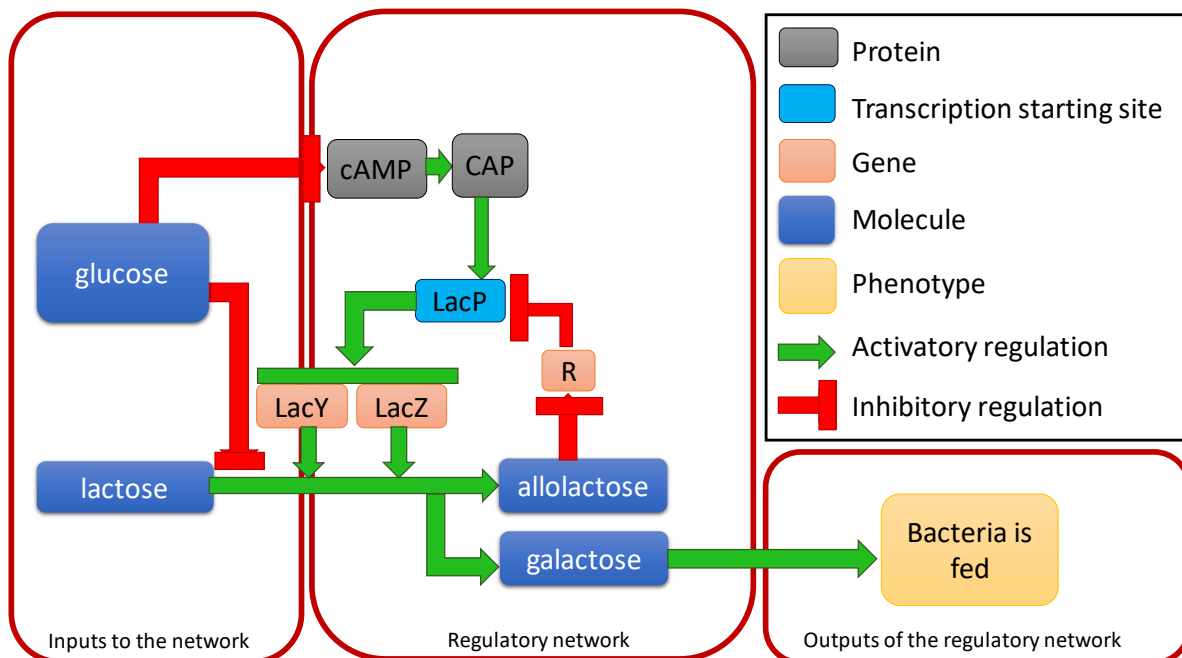 cAMP
CAP
glucose
LacP
R
LacY
LacZ
lactose
allolactose
galactose
Inputs to the network
Regulatory network
Protein
Transcription starting site
Gene
Molecule
Phenotype
Activatory regulation
Inhibitory regulation
Bacteria is
fed
Outputs of the regulatory network